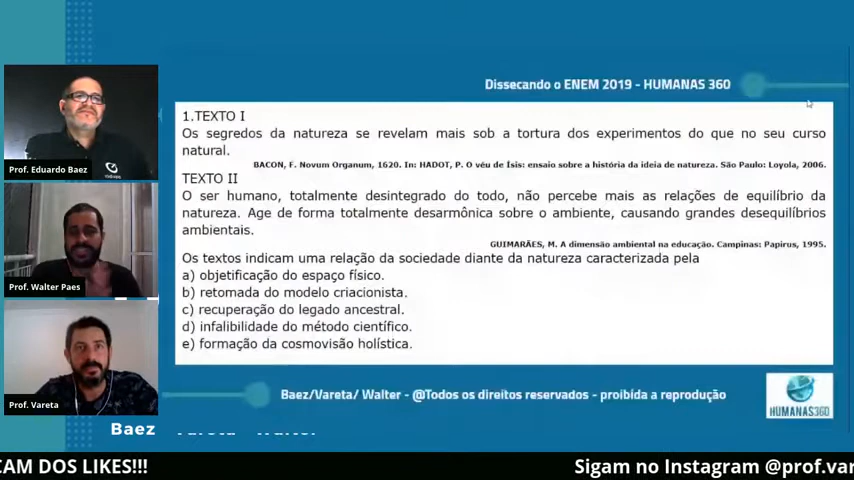 Dissecando o ENEM 2019 - HUMANAS 360
1.TEXTO I
Os segredos da natureza se revelam mais sob a tortura dos experimentos do que no seu curso
natural.
BACON, F. Novum Organum, 1620. In: HADOT, P. O véu de Ísis: ensaio sobre a história da ideia de natureza. São Paulo: Loyola, 2006.
TEXTO II
O ser humano, totalmente desintegrado do todo, não percebe mais as relações de equilíbrio da
natureza. Age de forma totalmente desarmônica sobre o ambiente, causando grandes desequilíbrios
ambientais.
GUIMARÃES, M. A dimensão ambiental na educação. Campinas: Papirus, 1995.
Os textos indicam uma relação da sociedade diante da natureza caracterizada pela
a) objetificação do espaço físico.
b) retomada do modelo criacionista.
c) recuperação do legado ancestral.
d) infalibilidade do método científico.
e) formação da cosmovisão holística.
Prof. Eduardo Baez
Prof. Walter Paes
Prof. Vareta
Baez/Vareta/ Walter - @Todos os direitos reservados - proibida a reprodução
HUMANAS360
Baez
CAM DOS LIKES!!!
Sigam no Instagram @prof.var